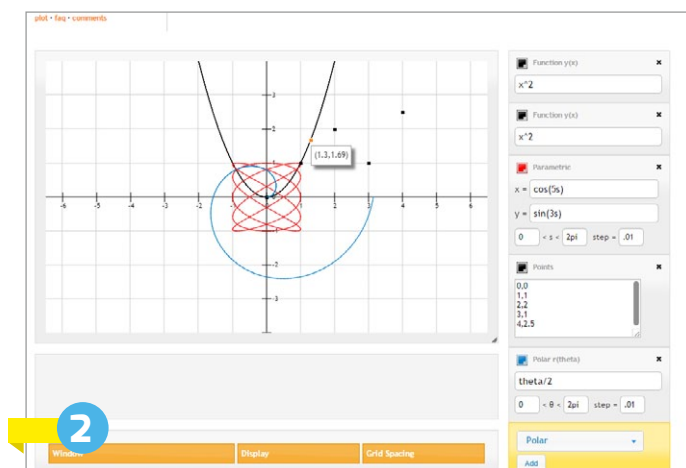 plot • faq • comments
3
2
1
-6 -5 -4 -3 -2 -1 1 2 3 4 5 6
-2
-3
(1.3,1.69)
Function y(x) ×
x^2
Function y(x) ×
x^2
Parametric ×
x = cos(5s)
y = sin(3s)
0 < s < 2pi step = .01
Points ×
0,0
1,1
2,2
3,1
4,2.5
Polar r(theta) ×
theta/2
0 < θ < 2pi step = .01
Polar
Add
2
Window Display Grid Spacing